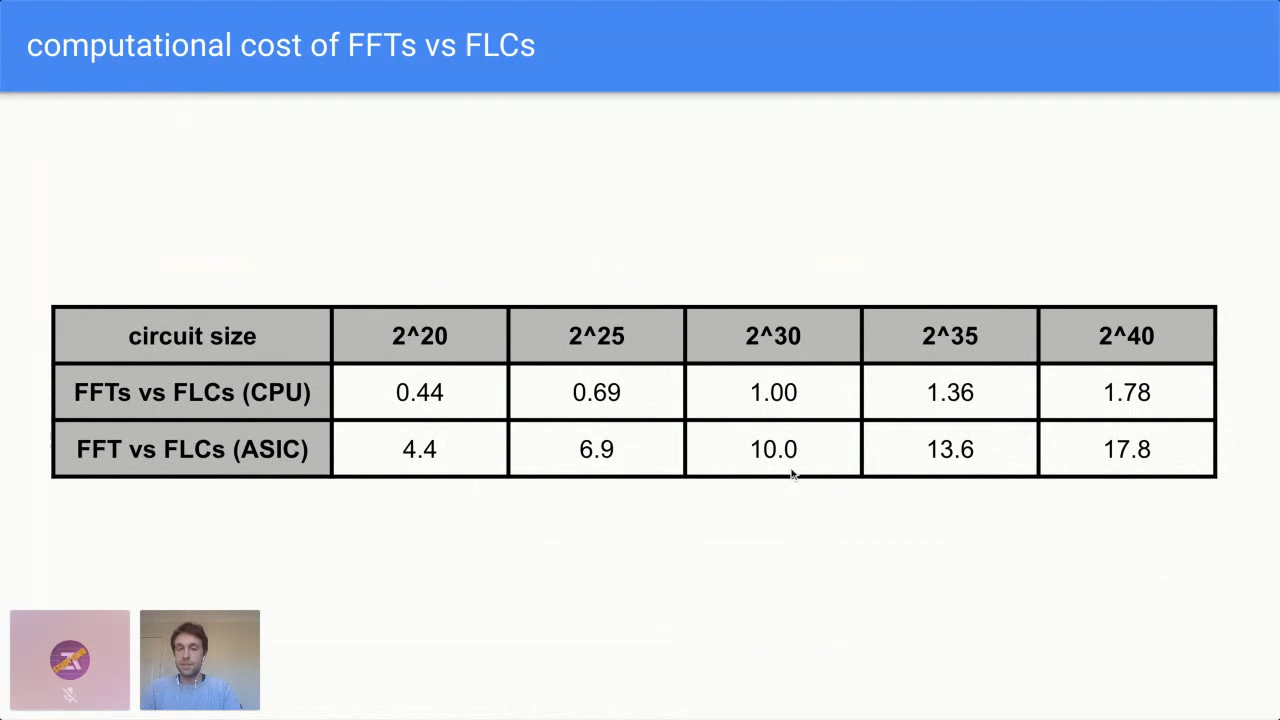 computational cost of FFTs vs FLCs
circuit size 2^20 2^25 2^30 2^35 2^40
FFTs vs FLCs (CPU) 0.44 0.69 1.00 1.36 1.78
FFT vs FLCs (ASIC) 4.4 6.9 10.0 13.6 17.8